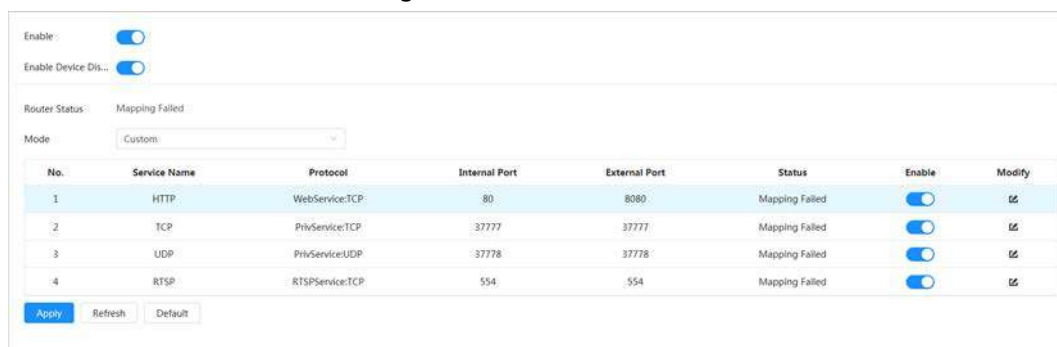 Enable
Enable Device Dis...
Router Status Mapping Failed
Mode Custom
No. Service Name Protocol Internal Port External Port Status Enable Modify
1 HTTP WebService:TCP 80 8080 Mapping Failed
2 TCP PrivService:TCP 37777 37777 Mapping Failed
3 UDP PrivService:UDP 37778 37778 Mapping Failed
4 RTSP RTSPService:TCP 554 554 Mapping Failed
Apply Refresh Default